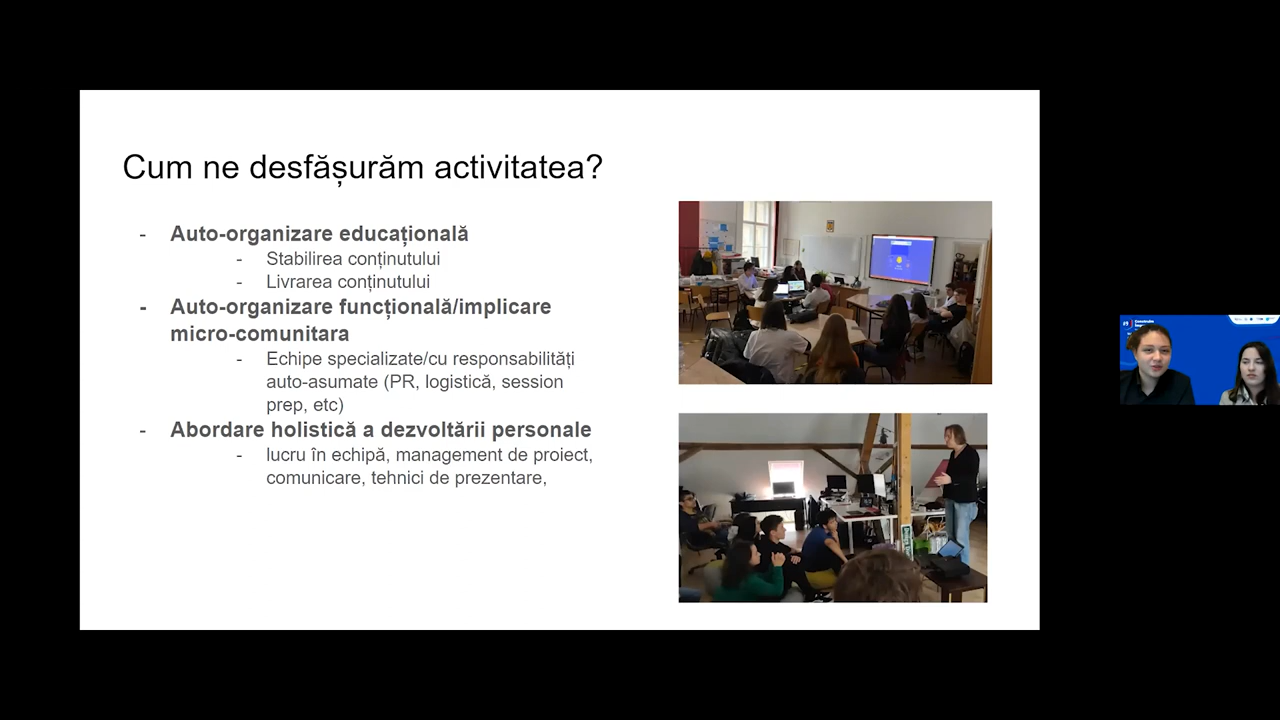 Cum ne desfășurăm activitatea?
- Auto-organizare educațională
- Stabilirea conținutului
- Livrarea conținutului
- Auto-organizare funcțională/implicare
micro-comunitara
- Echipe specializate/cu responsabilități
auto-asumate (PR, logistică, session
prep, etc)
- Abordare holistică a dezvoltării personale
- lucru în echipă, management de proiect,
comunicare, tehnici de prezentare,